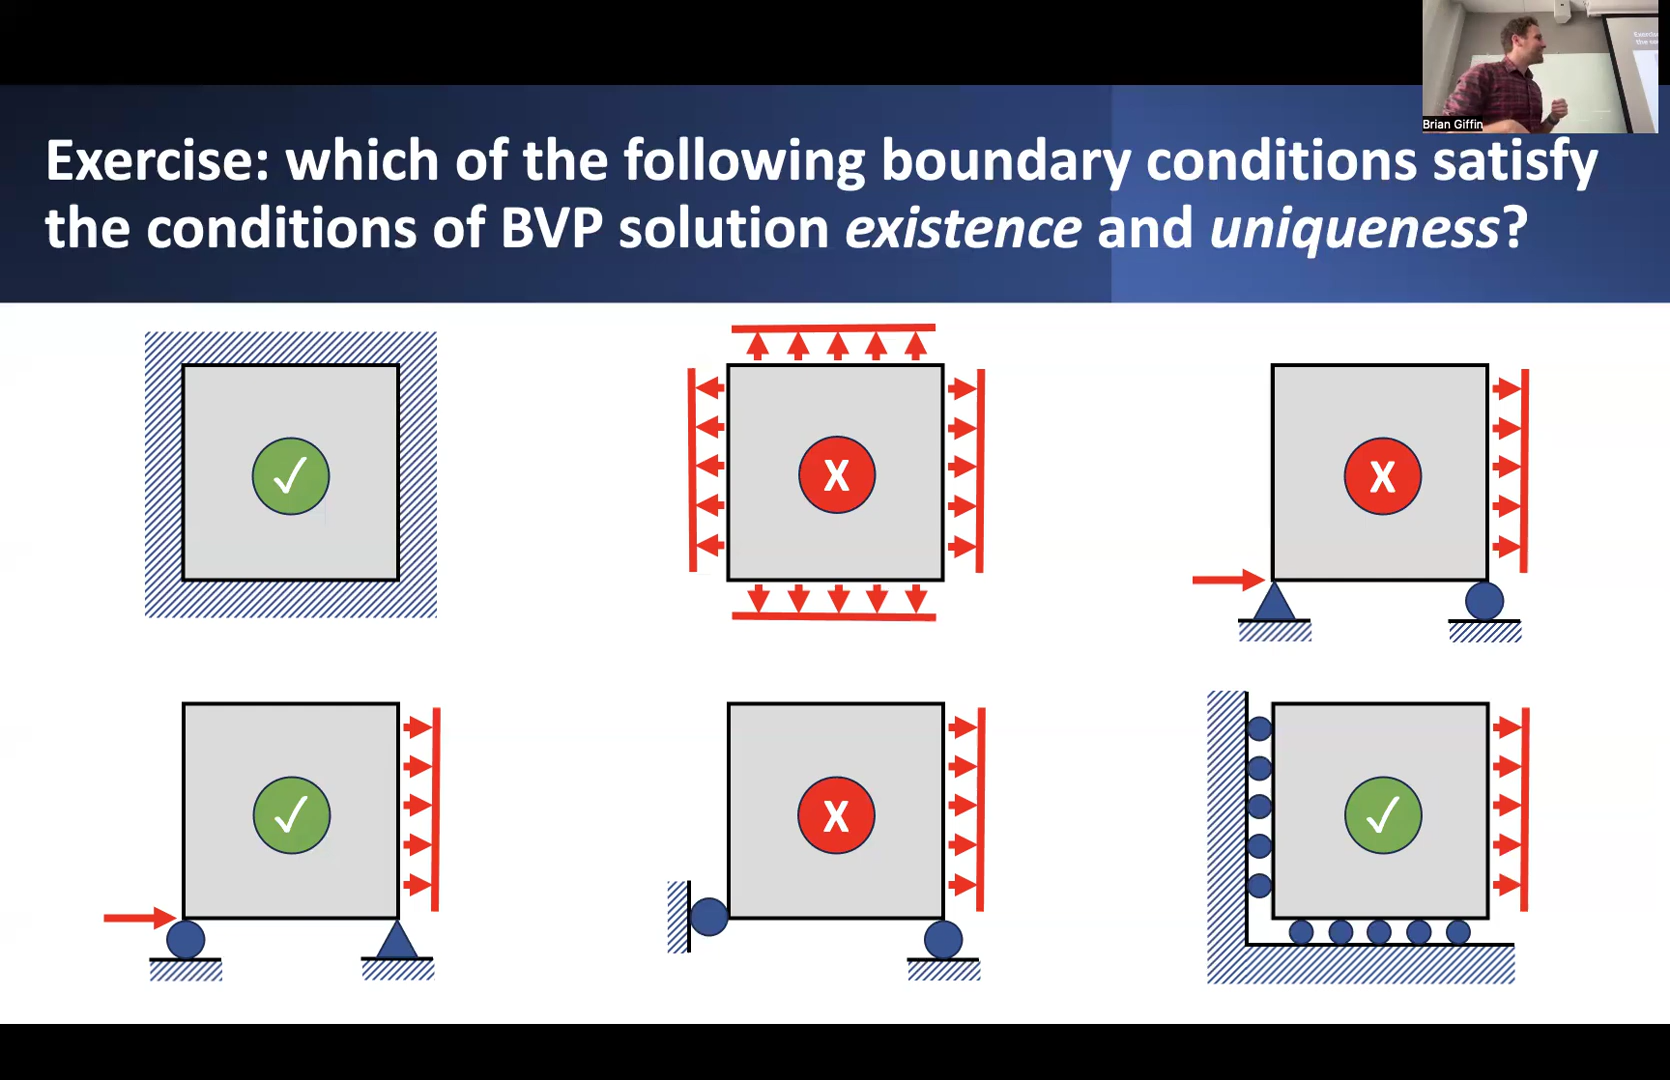 Brian Giffin
Exercise: which of the following boundary conditions satisfy
the conditions of BVP solution existence and uniqueness?
✓
X
X
✓
X
✓